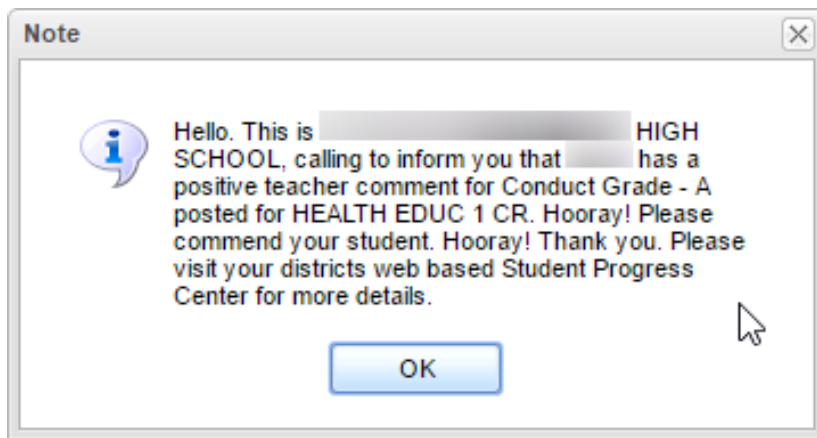 Note
Hello. This is HIGH
SCHOOL, calling to inform you that has a
positive teacher comment for Conduct Grade - A
posted for HEALTH EDUC 1 CR. Hooray! Please
commend your student. Hooray! Thank you. Please
visit your districts web based Student Progress
Center for more details.
OK